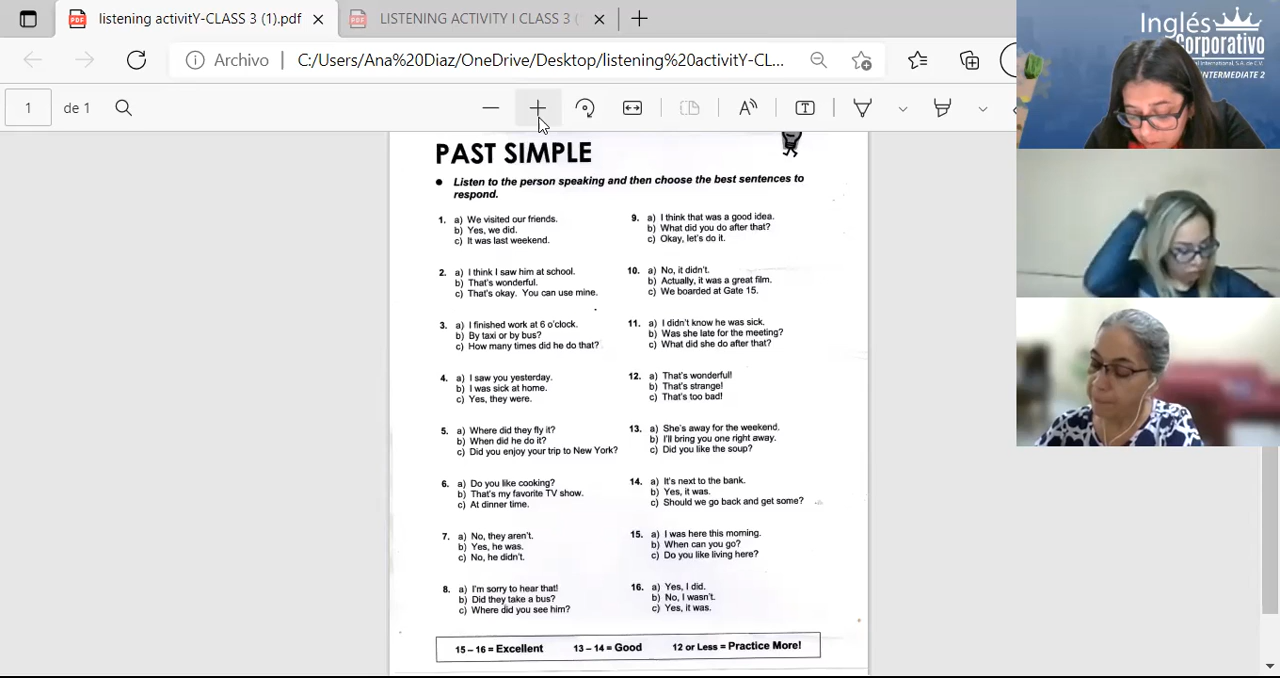 listening activitY-CLASS 3 (1).pdf
LISTENING ACTIVITY I CLASS 3 (
Archivo
C:/Users/Ana%20Diaz/OneDrive/Desktop/listening%20activitY-CL...
1
de 1
Inglés
Corporativo
INTERMEDIATE 2
PAST SIMPLE
Listen to the person speaking and then choose the best sentences to
respond.
1. a) We visited our friends.
b) Yes, we did.
c) It was last weekend.
2. a) I think I saw him at school.
b) That's wonderful.
c) That's okay. You can use mine.
3. a) I finished work at 6 o'clock.
b) By taxi or by bus?
c) How many times did he do that?
4. a) I saw you yesterday.
b) I was sick at home.
c) Yes, they were.
5. a) Where did they fly it?
b) When did he do it?
c) Did you enjoy your trip to New York?
6. a) Do you like cooking?
b) That's my favorite TV show.
c) At dinner time.
7. a) No, they aren't.
b) Yes, he was.
c) No, he didn't.
8. a) I'm sorry to hear that!
b) Did they take a bus?
c) Where did you see him?
9. a) I think that was a good idea.
b) What did you do after that?
c) Okay, let's do it.
10. a) No, it didn't.
b) Actually, it was a great film.
c) We boarded at Gate 15.
11. a) I didn't know he was sick.
b) Was she late for the meeting?
c) What did she do after that?
12. a) That's wonderful!
b) That's strange!
c) That's too bad!
13. a) She's away for the weekend.
b) I'll bring you one right away.
c) Did you like the soup?
14. a) It's next to the bank.
b) Yes, it was.
c) Should we go back and get some?
15. a) I was here this morning.
b) When can you go?
c) Do you like living here?
16. a) Yes, I did.
b) No, I wasn't.
c) Yes, it was.
15 – 16 = Excellent 13 – 14 = Good 12 or Less = Practice More!